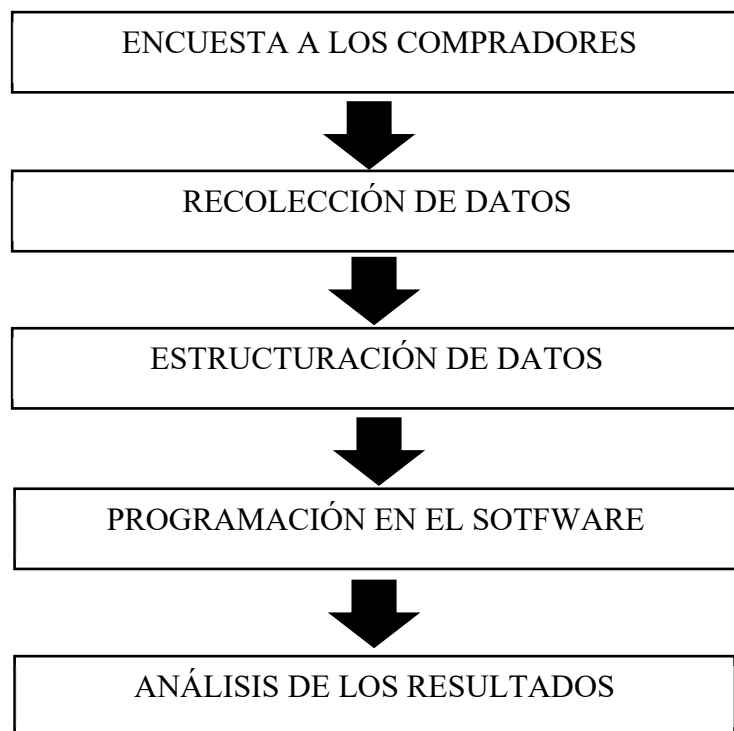 ENCUESTA A LOS COMPRADORES
RECOLECCIÓN DE DATOS
ESTRUCTURACIÓN DE DATOS
PROGRAMACIÓN EN EL SOTFWARE
ANÁLISIS DE LOS RESULTADOS